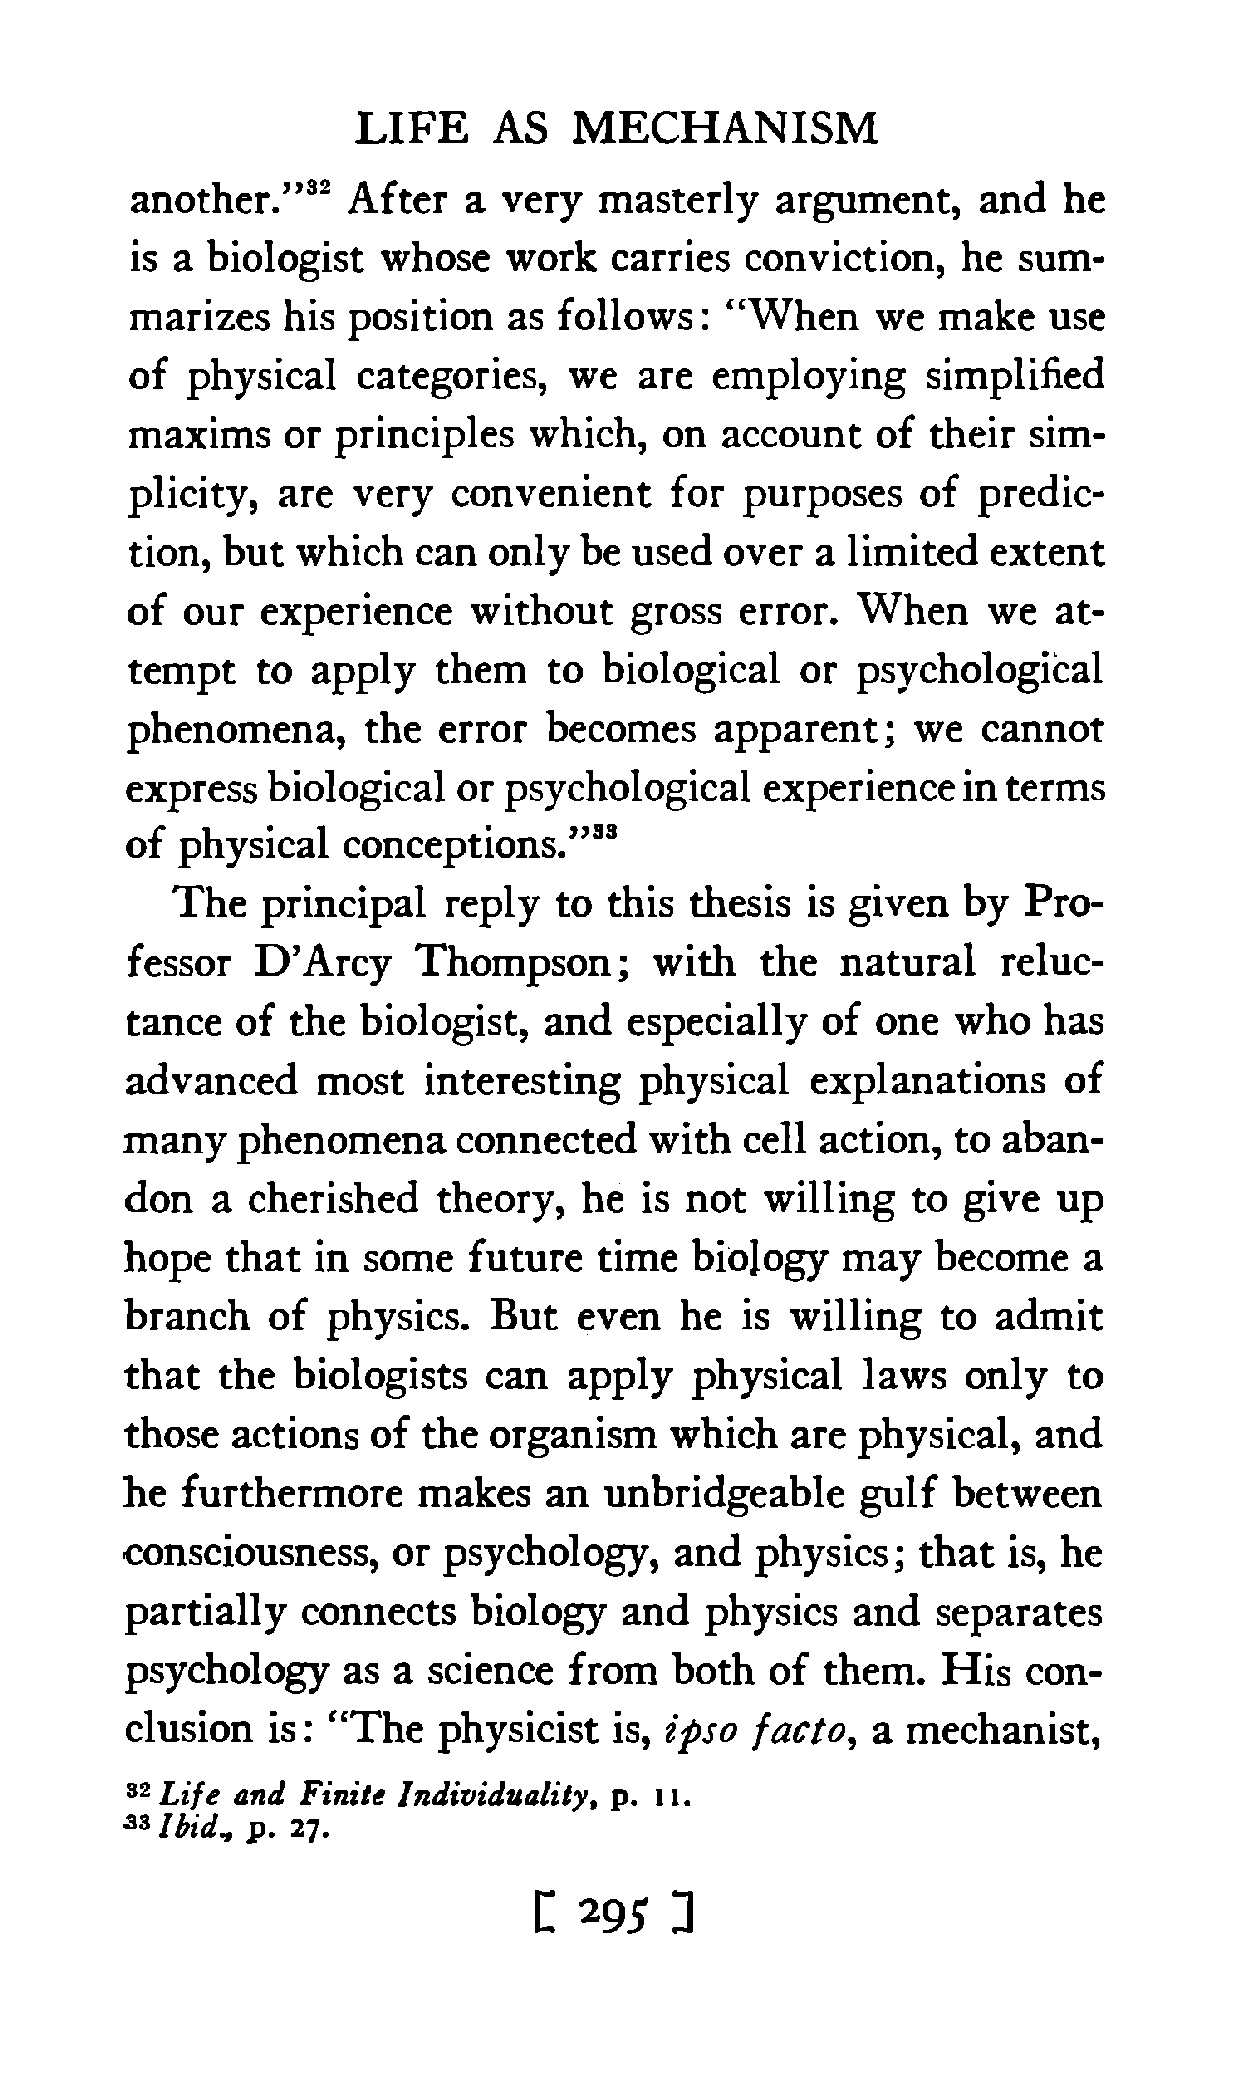 LIFE AS MECHANISM
another."32 After a very masterly argument, and he
is a biologist whose work carries conviction, he sum-
marizes his position as follows: "When we make use
of physical categories, we are employing simplified
maxims or principles which, on account of their sim-
plicity, are very convenient for purposes of predic-
tion, but which can only be used over a limited extent
of our experience without gross error. When we at-
tempt to apply them to biological or psychological
phenomena, the error becomes apparent; we cannot
express biological or psychological experience in terms
of physical conceptions."33
The principal reply to this thesis is given by Pro-
fessor D'Arcy Thompson; with the natural reluc-
tance of the biologist, and especially of one who has
advanced most interesting physical explanations of
many phenomena connected with cell action, to aban-
don a cherished theory, he is not willing to give up
hope that in some future time biology may become a
branch of physics. But even he is willing to admit
that the biologists can apply physical laws only to
those actions of the organism which are physical, and
he furthermore makes an unbridgeable gulf between
consciousness, or psychology, and physics; that is, he
partially connects biology and physics and separates
psychology as a science from both of them. His con-
clusion is: "The physicist is, ipso facto, a mechanist,
32 Life and Finite Individuality, p. 11.
33 Ibid., p. 27.
[ 295 ]